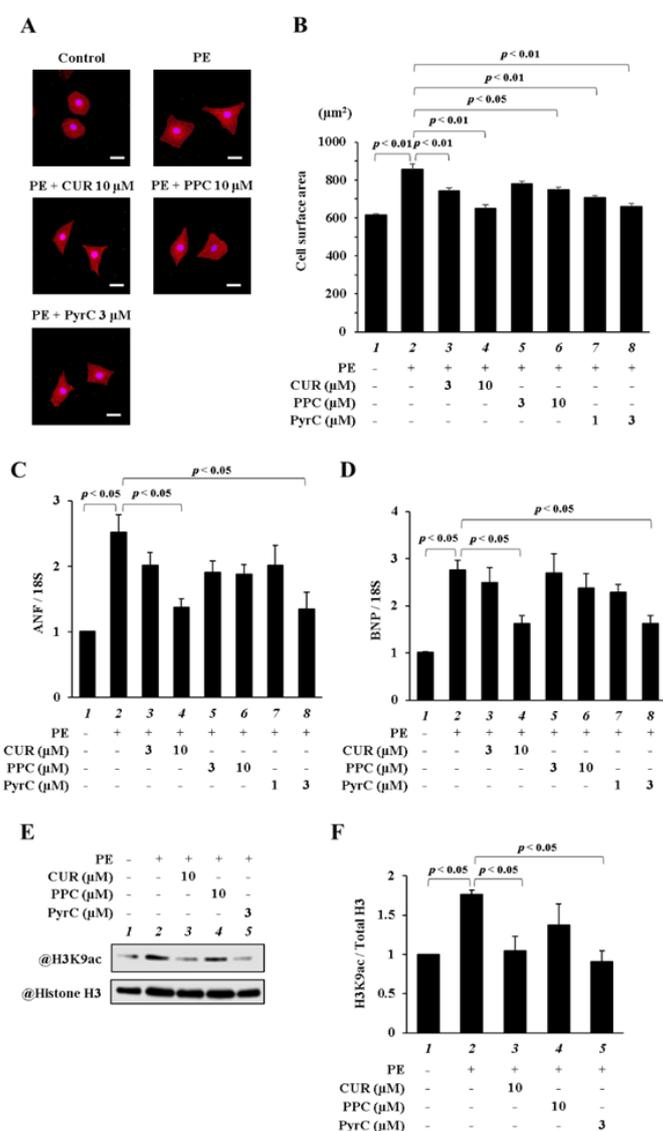 A
Control
PE
PE + CUR 10 µM
PE + PPC 10 µM
PE + PyrC 3 µM
B
p < 0.01
p < 0.01
p < 0.05
p < 0.01
p < 0.01
p < 0.01
(µm²)
Cell surface area
1000
800
600
400
200
0
1 2 3 4 5 6 7 8
PE - + + + + + + +
CUR (µM) - - 3 10 - - - -
PPC (µM) - - - - 3 10 - -
PyrC (µM) - - - - - - 1 3
C
p < 0.05
p < 0.05
p < 0.05
ANF / 18S
3
2
1
0
1 2 3 4 5 6 7 8
PE - + + + + + + +
CUR (µM) - - 3 10 - - - -
PPC (µM) - - - - 3 10 - -
PyrC (µM) - - - - - - 1 3
D
p < 0.05
p < 0.05
p < 0.05
BNP / 18S
4
3
2
1
0
1 2 3 4 5 6 7 8
PE - + + + + + + +
CUR (µM) - - 3 10 - - - -
PPC (µM) - - - - 3 10 - -
PyrC (µM) - - - - - - 1 3
E
PE - + + + +
CUR (µM) - - 10 - -
PPC (µM) - - - 10 -
PyrC (µM) - - - - 3
1 2 3 4 5
@H3K9ac
@Histone H3
F
p < 0.05
p < 0.05
p < 0.05
H3K9ac / Total H3
2
1.5
1
0.5
0
1 2 3 4 5
PE - + + + +
CUR (µM) - - 10 - -
PPC (µM) - - - 10 -
PyrC (µM) - - - - 3